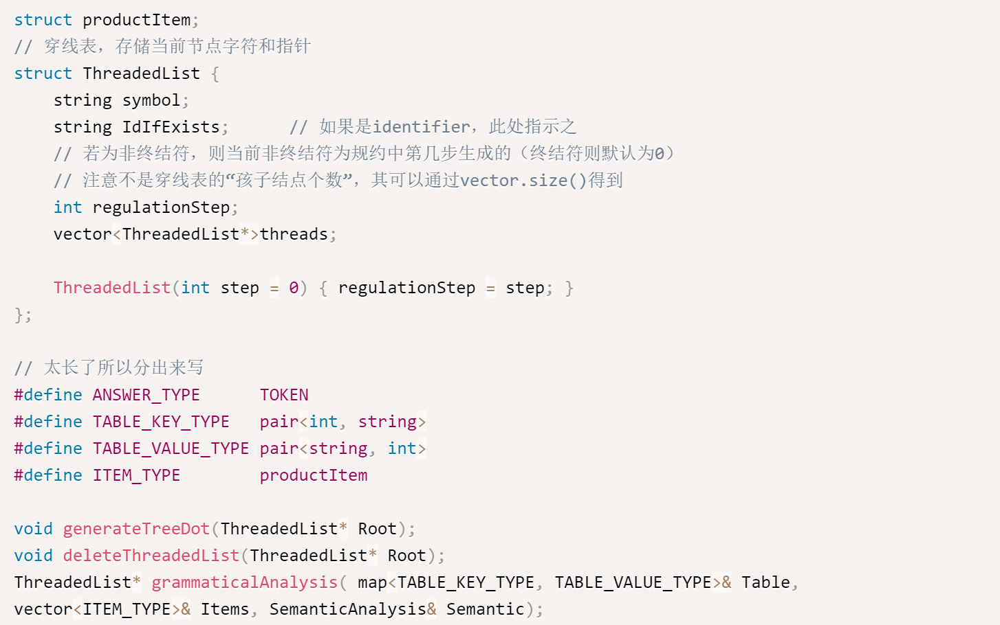 struct productItem;
// 穿线表，存储当前节点字符和指针
struct ThreadedList {
    string symbol;
    string IdIfExists;      // 如果是identifier，此处指示之
    // 若为非终结符，则当前非终结符为规约中第几步生成的（终结符则默认为0）
    // 注意不是穿线表的“孩子结点个数”，其可以通过vector.size()得到
    int regulationStep;
    vector<ThreadedList*>threads;

    ThreadedList(int step = 0) { regulationStep = step; }
};

// 太长了所以分出来写
#define ANSWER_TYPE      TOKEN
#define TABLE_KEY_TYPE   pair<int, string>
#define TABLE_VALUE_TYPE pair<string, int>
#define ITEM_TYPE        productItem

void generateTreeDot(ThreadedList* Root);
void deleteThreadedList(ThreadedList* Root);
ThreadedList* grammaticalAnalysis( map<TABLE_KEY_TYPE, TABLE_VALUE_TYPE>& Table,
vector<ITEM_TYPE>& Items, SemanticAnalysis& Semantic);